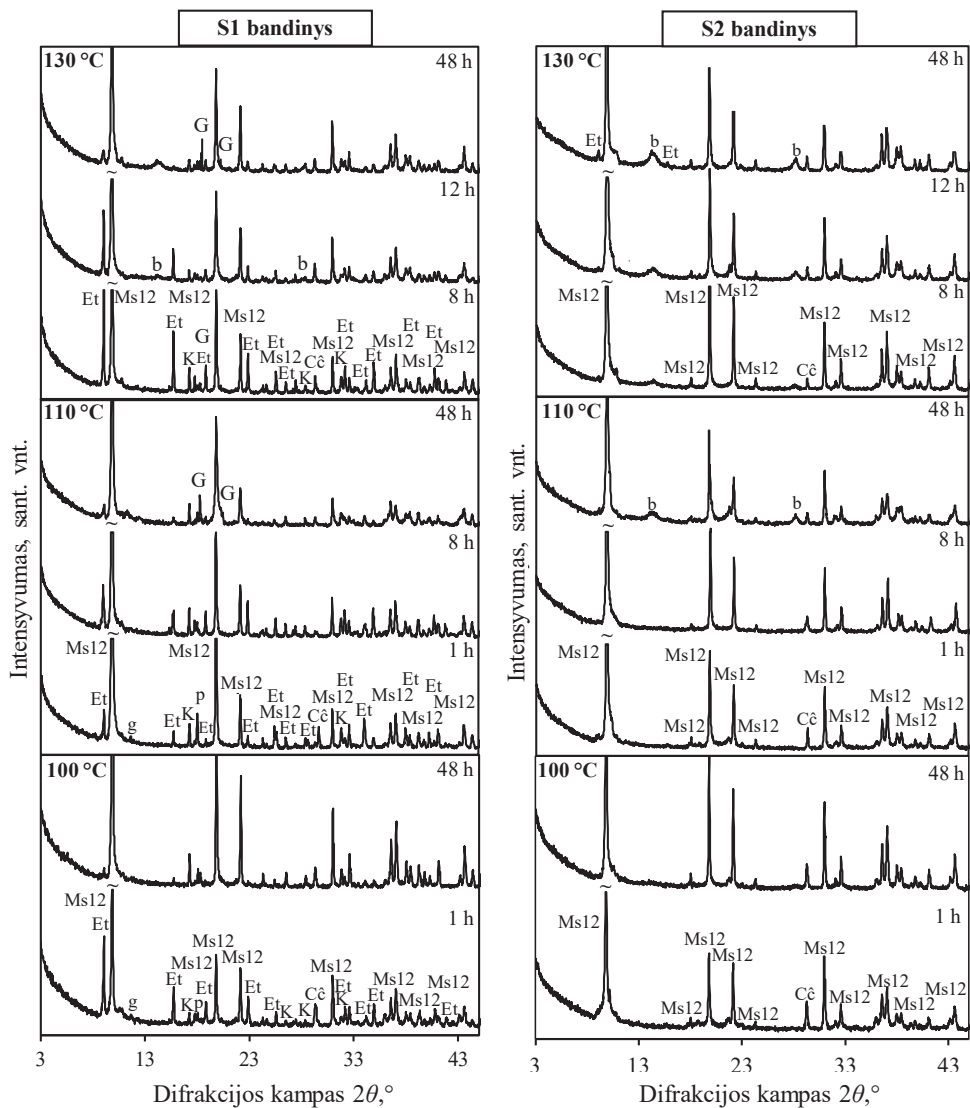 S1 bandinys
S2 bandinys
Intensyvumas, sant. vnt.
130 °C
48 h
G
G
12 h
b
b
8 h
Et Ms12 Ms12
Et G Ms12 Et Ms12 Et Et
K Et Et Ms12 Et Cĉ Ms12 K Et Et Ms12 Ms12
110 °C
48 h
G
G
8 h
1 h
Ms12 Ms12
Et g Et K p Et Ms12 Et Et Ms12 Et Et Cĉ Ms12 Et K Et Ms12 Et Ms12 Et Ms12
100 °C
48 h
1 h
Ms12
Et
g Et K Ms12 p Et Ms12 Ms12 Et Et K K Cĉ Ms12 Et K Et Et Ms12 Ms12 Et Ms12
3 13 23 33 43
Difrakcijos kampas 2θ,°
Intensyvumas, sant. vnt.
130 °C
48 h
Et
b
Et
b
12 h
8 h
Ms12 Ms12 Ms12 Ms12 Ms12
Ms12 Ms12 Cĉ Ms12 Ms12 Ms12
110 °C
48 h
b
b
8 h
1 h
Ms12 Ms12
Ms12 Ms12 Ms12 Cĉ Ms12 Ms12 Ms12 Ms12 Ms12
100 °C
48 h
1 h
Ms12 Ms12 Ms12 Ms12
Ms12 Ms12 Cĉ Ms12 Ms12 Ms12 Ms12
3 13 23 33 43
Difrakcijos kampas 2θ,°